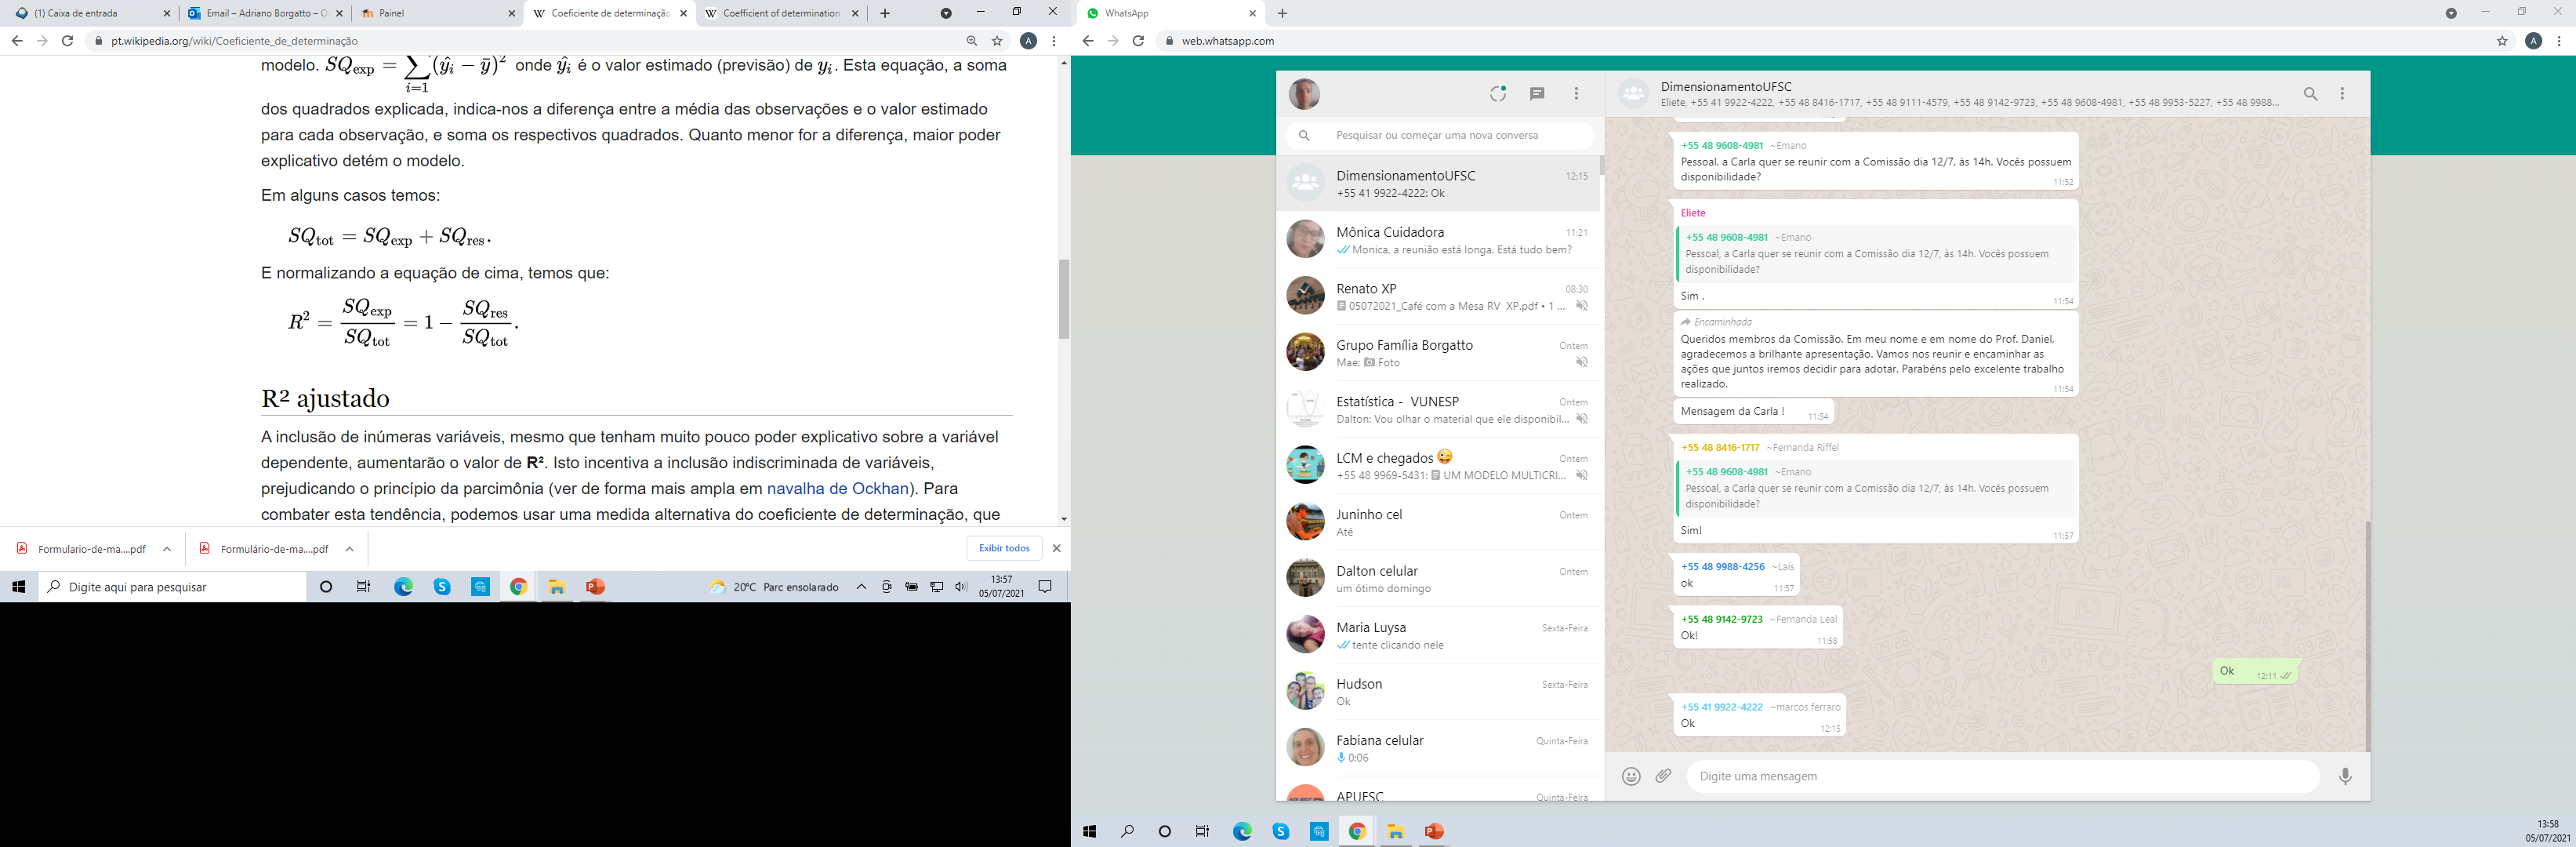 (1) Caixa de entrada
Email – Adriano Borgatto – O
Painel
Coeficiente de determinação
Coefficient of determination
pt.wikipedia.org/wiki/Coeficiente_de_determinação
A
modelo. SQexp = ∑i=1 (ŷi − ȳ)² onde ŷi é o valor estimado (previsão) de yi. Esta equação, a soma
dos quadrados explicada, indica-nos a diferença entre a média das observações e o valor estimado
para cada observação, e soma os respectivos quadrados. Quanto menor for a diferença, maior poder
explicativo detém o modelo.
Em alguns casos temos:
SQtot = SQexp + SQres.
E normalizando a equação de cima, temos que:
R² = SQexp / SQtot = 1 − SQres / SQtot.
R² ajustado
A inclusão de inúmeras variáveis, mesmo que tenham muito pouco poder explicativo sobre a variável
dependente, aumentarão o valor de R². Isto incentiva a inclusão indiscriminada de variáveis,
prejudicando o princípio da parcimônia (ver de forma mais ampla em navalha de Ockhan). Para
combater esta tendência, podemos usar uma medida alternativa do coeficiente de determinação, que
Formulario-de-ma....pdf
Formulário-de-ma....pdf
Exibir todos
Digite aqui para pesquisar
20°C Parc ensolarado
13:57
05/07/2021
WhatsApp
web.whatsapp.com
A
Pesquisar ou começar uma nova conversa
DimensionamentoUFSC 12:15
+55 41 9922-4222: Ok
Mônica Cuidadora 11:21
Monica. a reunião está longa. Está tudo bem?
Renato XP 08:30
05072021_Café com a Mesa RV XP.pdf • 1 ...
Grupo Família Borgatto Ontem
Mae: Foto
Estatística - VUNESP Ontem
Dalton: Vou olhar o material que ele disponibil...
LCM e chegados 😜 Ontem
+55 48 9969-5431: UM MODELO MULTICRI...
Juninho cel Ontem
Até
Dalton celular Ontem
um ótimo domingo
Maria Luysa Sexta-Feira
tente clicando nele
Hudson Sexta-Feira
Ok
Fabiana celular Quinta-Feira
0:06
APUFSC Quinta-Feira
DimensionamentoUFSC
Eliete, +55 41 9922-4222, +55 48 8416-1717, +55 48 9111-4579, +55 48 9142-9723, +55 48 9608-4981, +55 48 9953-5227, +55 48 9988...
+55 48 9608-4981 ~Emano
Pessoal, a Carla quer se reunir com a Comissão dia 12/7, às 14h. Vocês possuem
disponibilidade?
11:52
Eliete
+55 48 9608-4981 ~Emano
Pessoal, a Carla quer se reunir com a Comissão dia 12/7, às 14h. Vocês possuem
disponibilidade?
Sim .
11:54
Encaminhada
Queridos membros da Comissão. Em meu nome e em nome do Prof. Daniel,
agradecemos a brilhante apresentação. Vamos nos reunir e encaminhar as
ações que juntos iremos decidir para adotar. Parabéns pelo excelente trabalho
realizado.
11:54
Mensagem da Carla ! 11:54
+55 48 8416-1717 ~Fernanda Riffel
+55 48 9608-4981 ~Emano
Pessoal, a Carla quer se reunir com a Comissão dia 12/7, às 14h. Vocês possuem
disponibilidade?
Sim!
11:57
+55 48 9988-4256 ~Laís
ok
11:57
+55 48 9142-9723 ~Fernanda Leal
Ok!
11:58
Ok 12:11
+55 41 9922-4222 ~marcos ferraro
Ok
12:15
Digite uma mensagem
13:58
05/07/2021